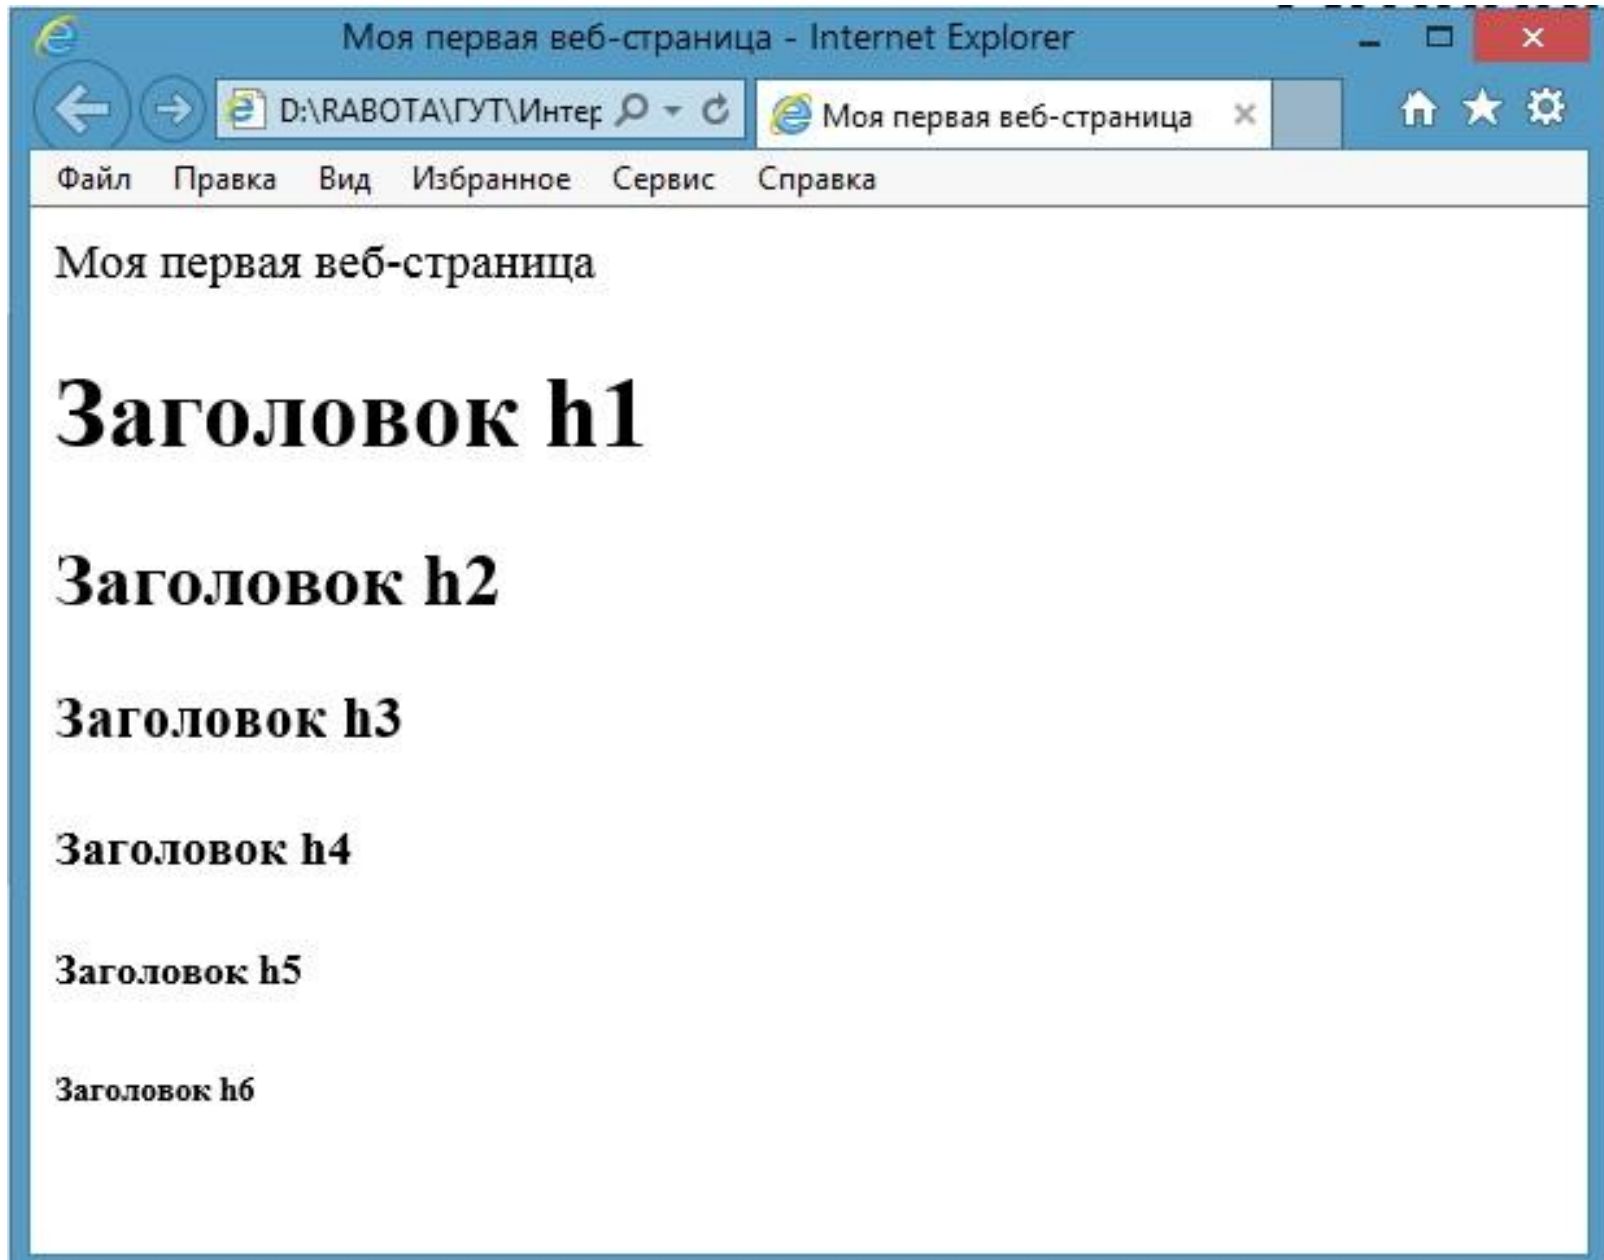 Моя первая веб-страница - Internet Explorer
D:\RABOTA\ГУТ\Интер
Моя первая веб-страница
Файл Правка Вид Избранное Сервис Справка
Моя первая веб-страница
Заголовок h1
Заголовок h2
Заголовок h3
Заголовок h4
Заголовок h5
Заголовок h6